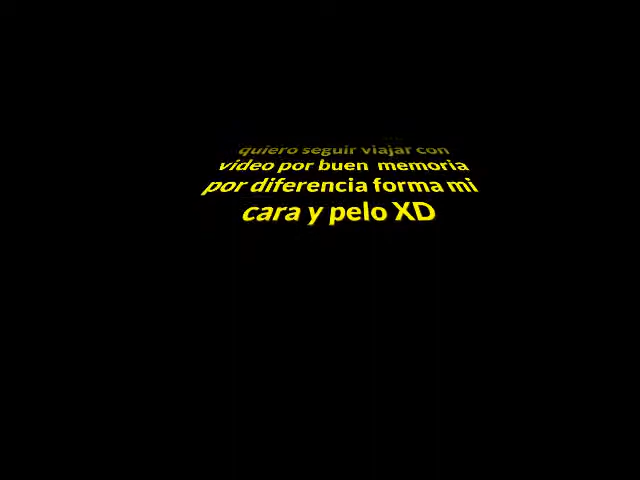 quiero seguir viajar con
video por buen memoria
por diferencia forma mi
cara y pelo XD